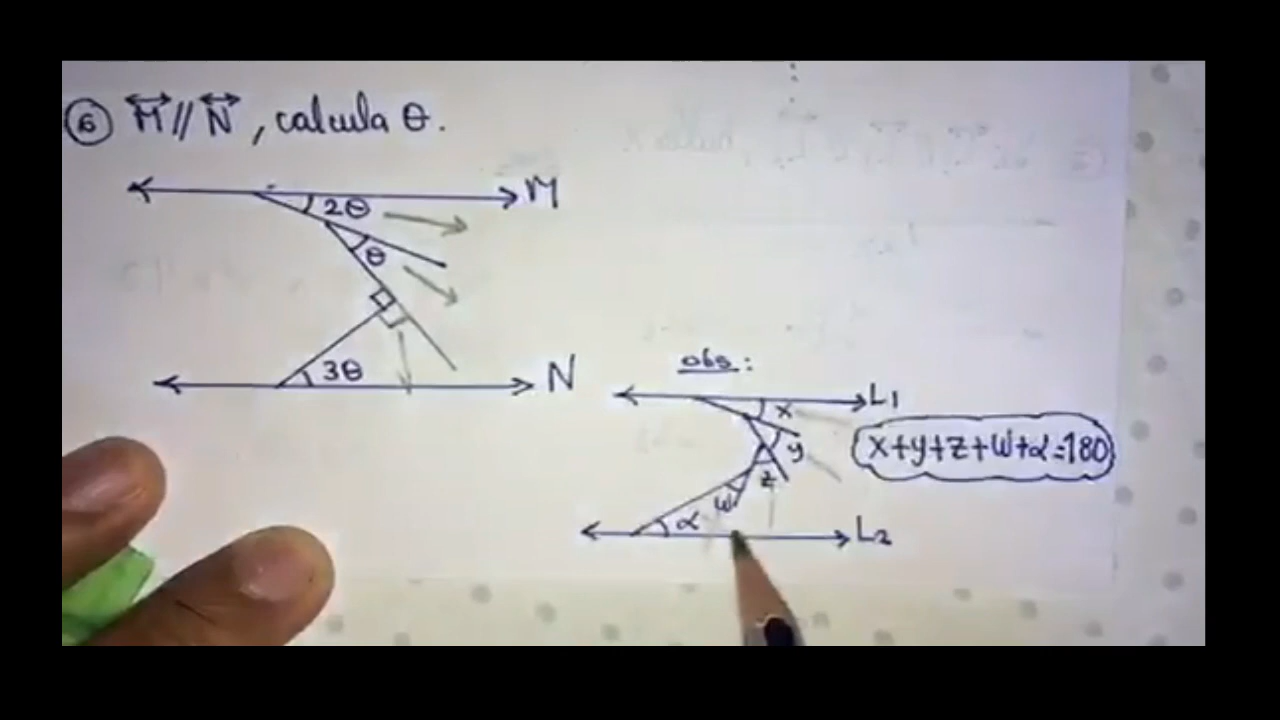 6 M // N , calcula θ.
M
2θ
θ
3θ
N
obs:
L1
x
y
x+y+z+w+α=180
z
w
α
L2